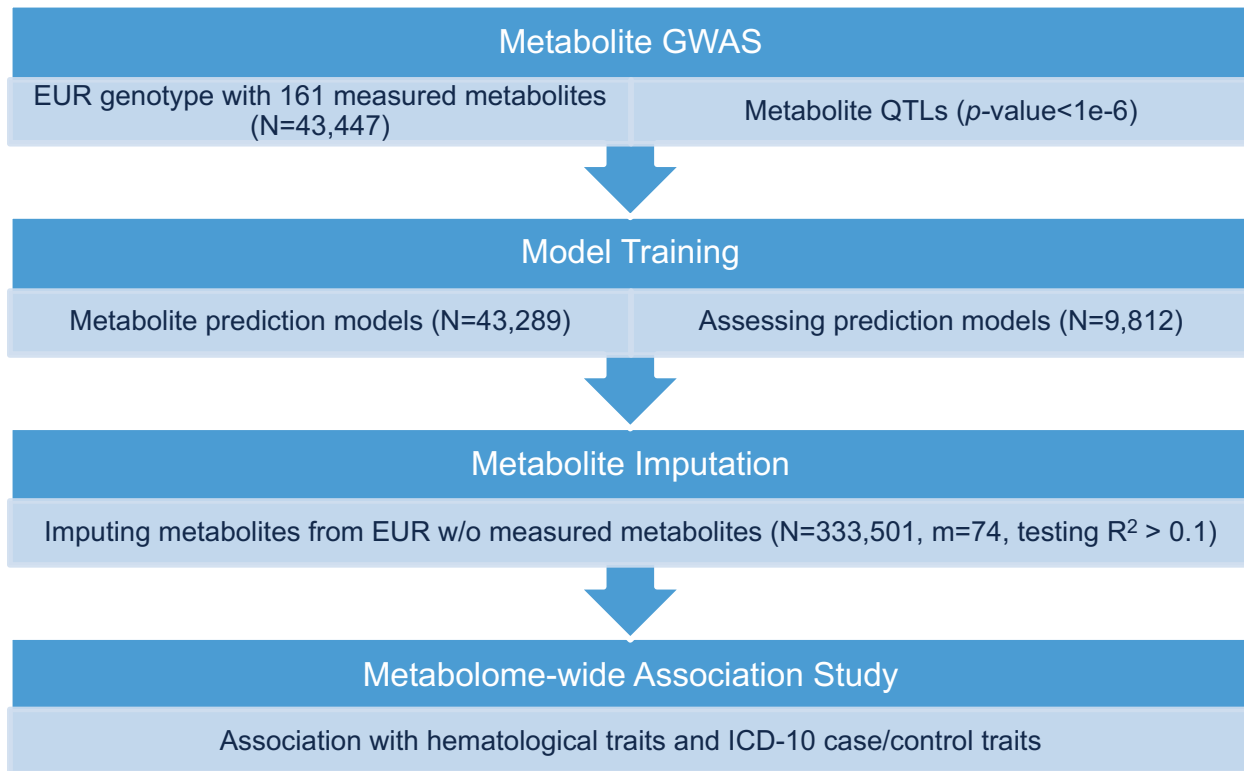 Metabolite GWAS
EUR genotype with 161 measured metabolites
(N=43,447)
Metabolite QTLs (p-value<1e-6)
Model Training
Metabolite prediction models (N=43,289)
Assessing prediction models (N=9,812)
Metabolite Imputation
Imputing metabolites from EUR w/o measured metabolites (N=333,501, m=74, testing R² > 0.1)
Metabolome-wide Association Study
Association with hematological traits and ICD-10 case/control traits